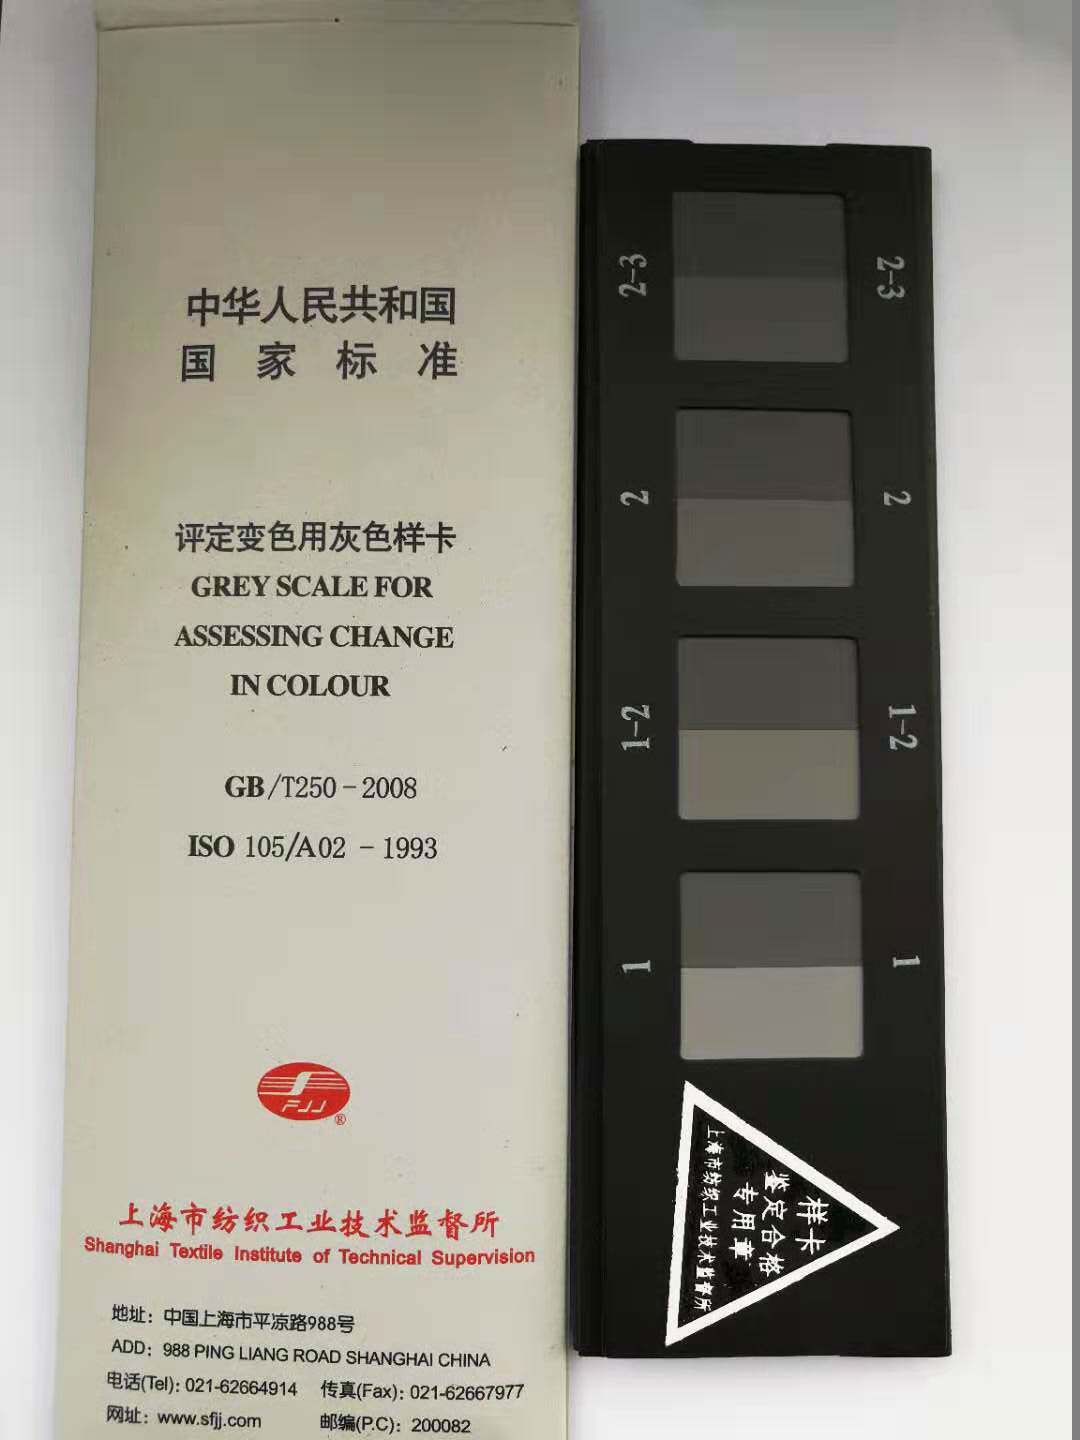 中华人民共和国
国家标准
评定变色用灰色样卡
GREY SCALE FOR
ASSESSING CHANGE
IN COLOUR
GB/T250-2008
ISO 105/A02 - 1993
FJJ®
上海市纺织工业技术监督所
Shanghai Textile Institute of Technical Supervision
地址：中国上海市平凉路988号
ADD：988 PING LIANG ROAD SHANGHAI CHINA
电话(Tel)：021-62664914 传真(Fax)：021-62667977
网址：www.sfjj.com 邮编(P.C)：200082
2-3 2-3
2 2
1-2 1-2
1 1
样卡
鉴定合格
专用章
上海市纺织工业技术监督所